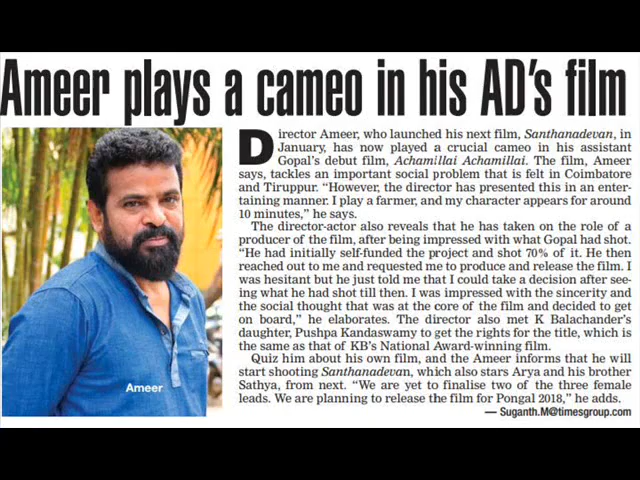 Ameer plays a cameo in his AD's film
Director Ameer, who launched his next film, Santhanadevan, in
January, has now played a crucial cameo in his assistant
Gopal's debut film, Achamillai Achamillai. The film, Ameer
says, tackles an important social problem that is felt in Coimbatore
and Tiruppur. "However, the director has presented this in an enter-
taining manner. I play a farmer, and my character appears for around
10 minutes," he says.
The director-actor also reveals that he has taken on the role of a
producer of the film, after being impressed with what Gopal had shot.
"He had initially self-funded the project and shot 70% of it. He then
reached out to me and requested me to produce and release the film. I
was hesitant but he just told me that I could take a decision after see-
ing what he had shot till then. I was impressed with the sincerity and
the social thought that was at the core of the film and decided to get
on board," he elaborates. The director also met K Balachander's
daughter, Pushpa Kandaswamy to get the rights for the title, which is
the same as that of KB's National Award-winning film.
Quiz him about his own film, and the Ameer informs that he will
start shooting Santhanadevan, which also stars Arya and his brother
Sathya, from next. "We are yet to finalise two of the three female
leads. We are planning to release the film for Pongal 2018," he adds.
— Suganth.M@timesgroup.com
Ameer